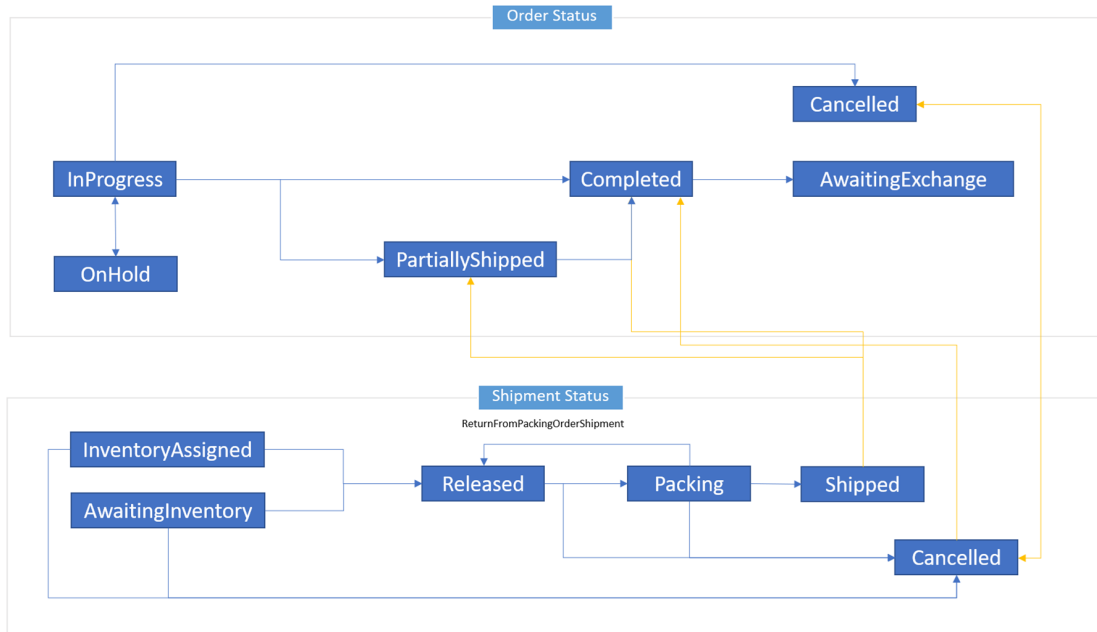 Order Status
Cancelled
InProgress
Completed
AwaitingExchange
PartiallyShipped
OnHold
Shipment Status
ReturnFromPackingOrderShipment
InventoryAssigned
Released
Packing
Shipped
AwaitingInventory
Cancelled